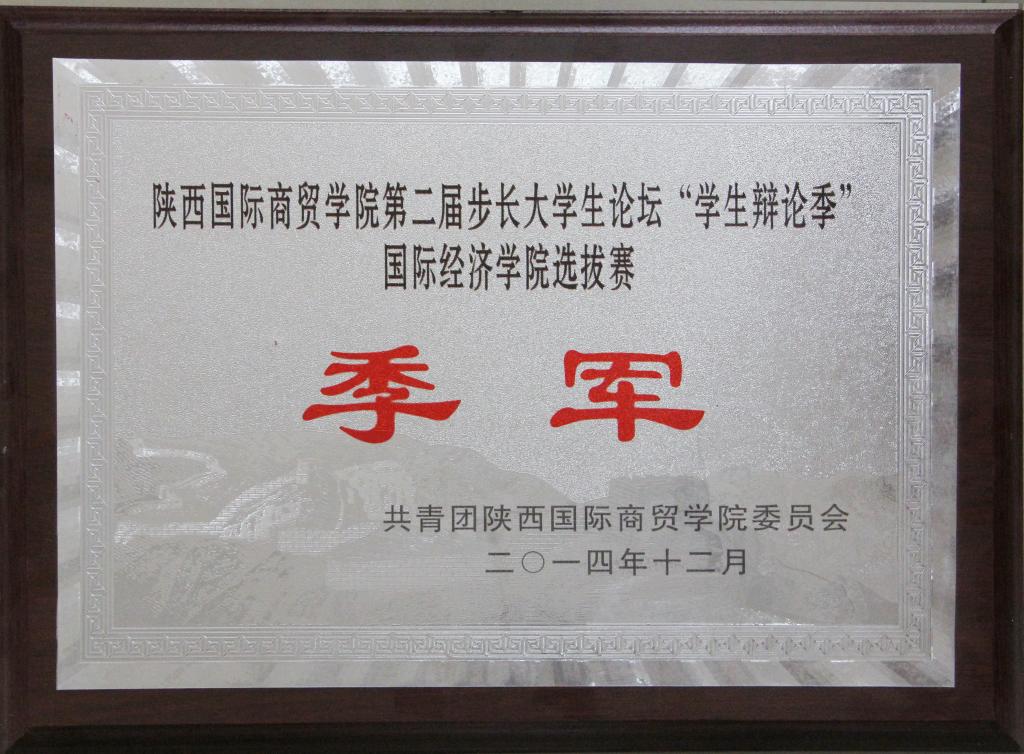 陕西国际商贸学院第二届步长大学生论坛“学生辩论季”
国际经济学院选拔赛
季军
共青团陕西国际商贸学院委员会
二〇一四年十二月